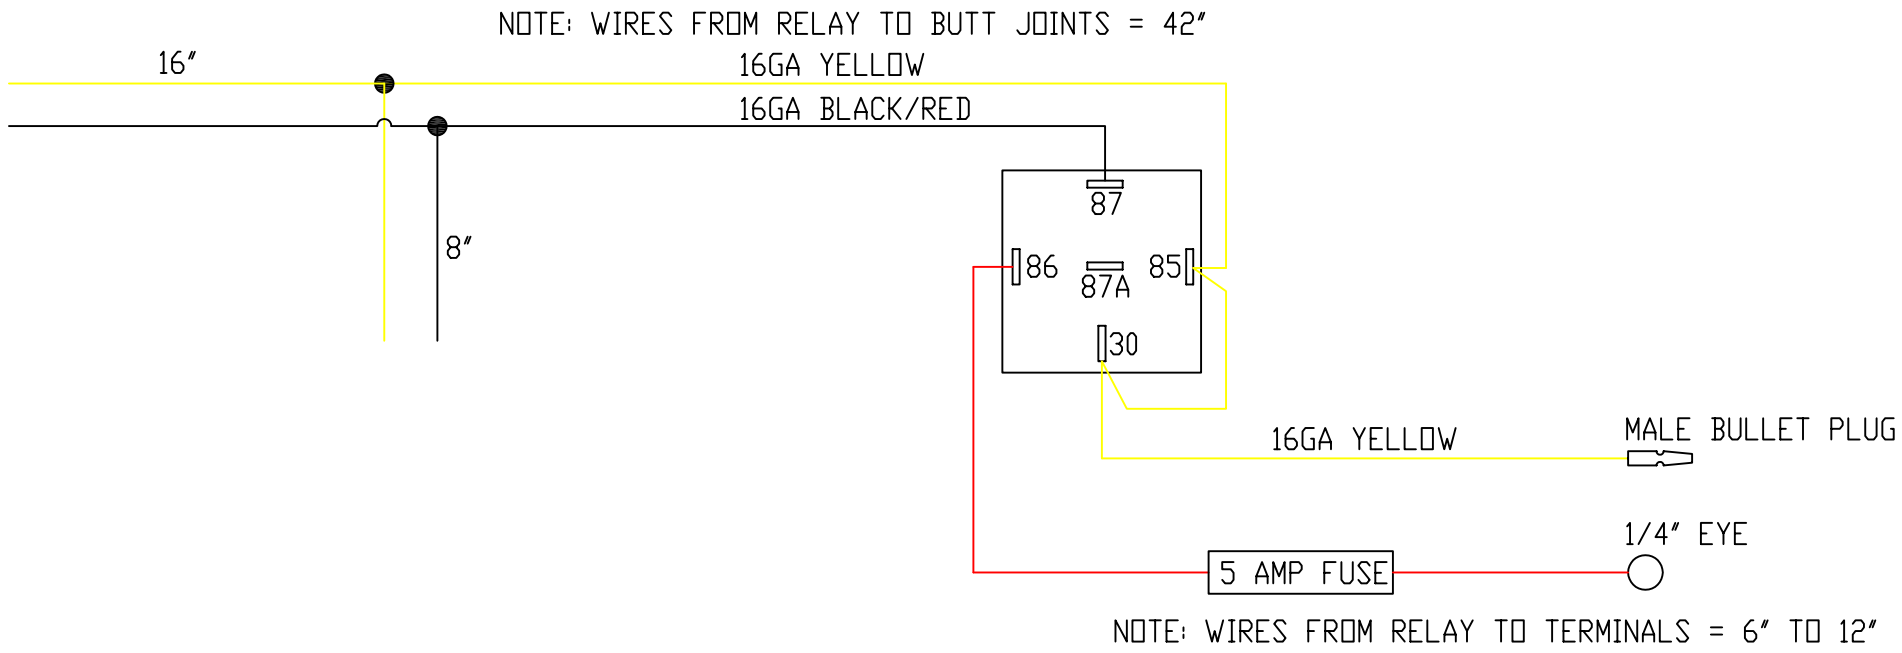 NOTE: WIRES FROM RELAY TO BUTT JOINTS = 42"
16"
16GA YELLOW
16GA BLACK/RED
87
8"
86
87A
85
30
16GA YELLOW
MALE BULLET PLUG
1/4" EYE
5 AMP FUSE
NOTE: WIRES FROM RELAY TO TERMINALS = 6" TO 12"